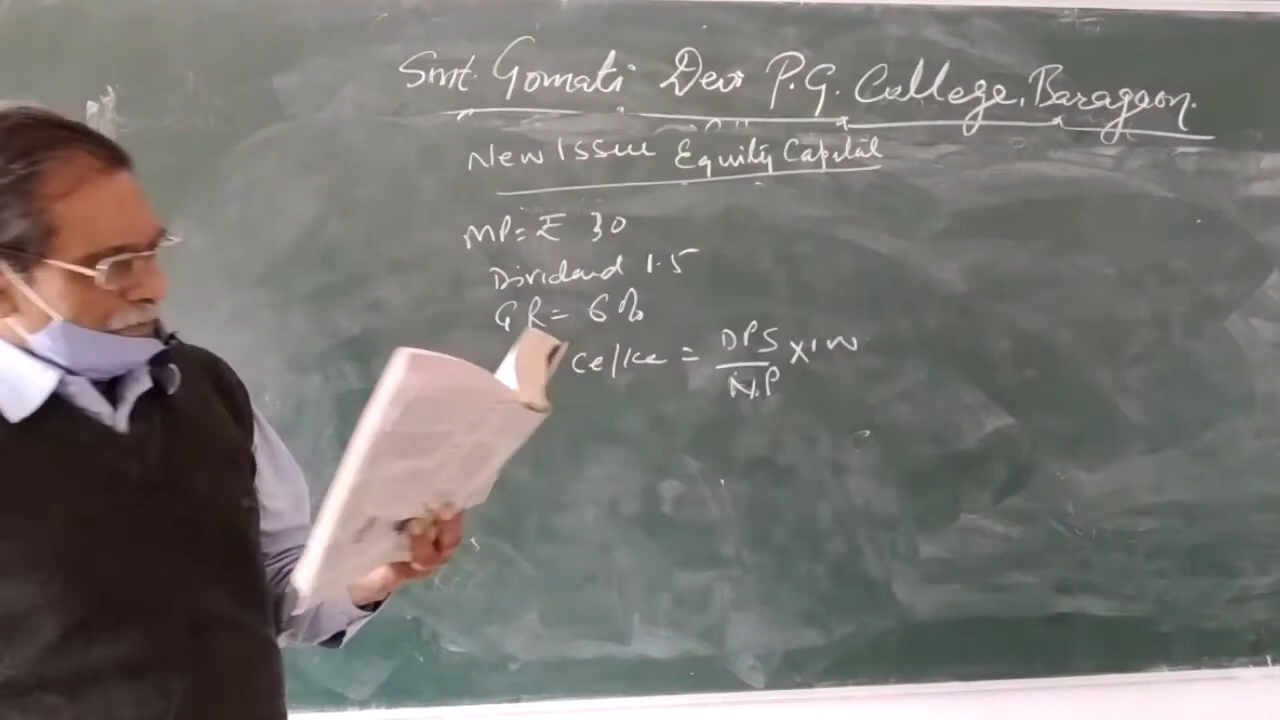 Smt. Gomati Devi P.G. College, Baragaon.
New Issue Equity Capital
MP = ₹ 30
Dividend 1.5
GR = 6%
Ce/Ke = DPS/N.P × 100